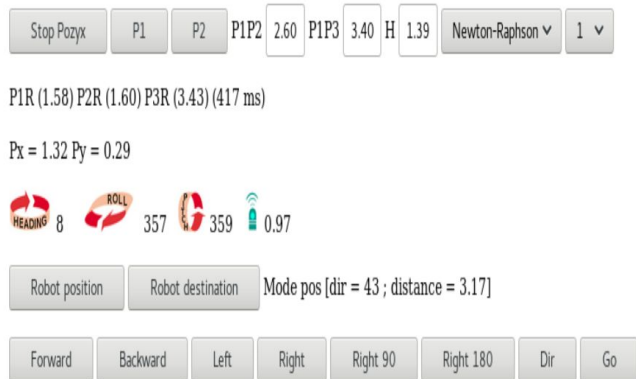 Stop Pozyx P1 P2 P1P2 2.60 P1P3 3.40 H 1.39 Newton-Raphson 1
P1R (1.58) P2R (1.60) P3R (3.43) (417 ms)
Px = 1.32 Py = 0.29
HEADING 8 ROLL 357 PITCH 359 0.97
Robot position Robot destination Mode pos [dir = 43 ; distance = 3.17]
Forward Backward Left Right Right 90 Right 180 Dir Go